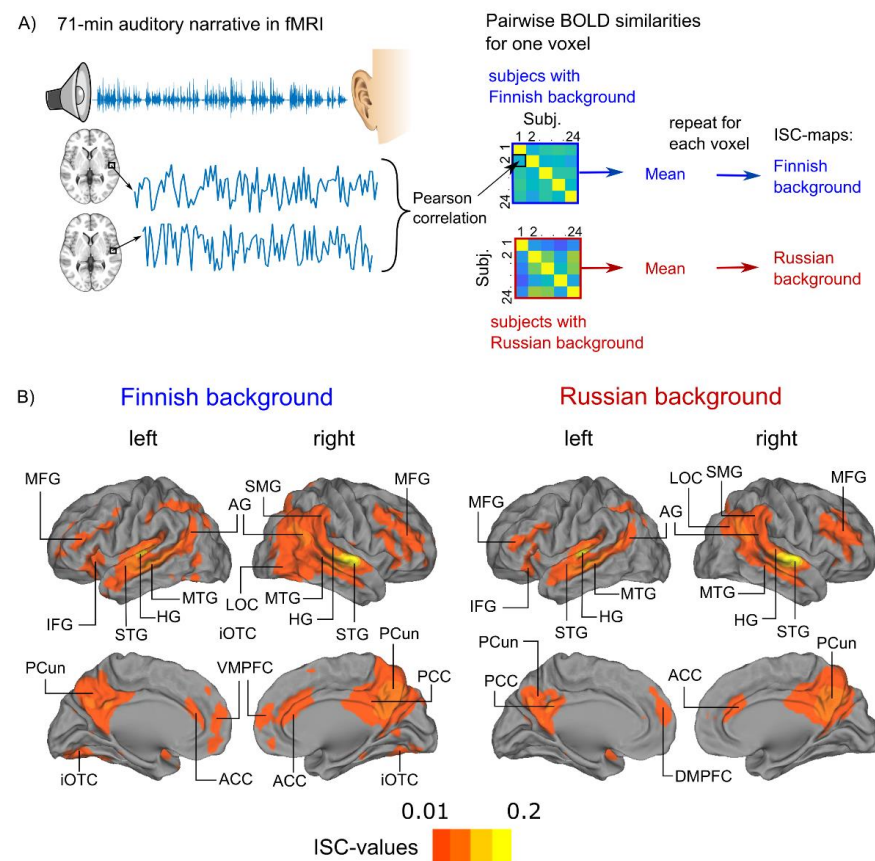 A)
71-min auditory narrative in fMRI
Pairwise BOLD similarities
for one voxel
subjecs with
Finnish background
Subj.
1 2 . . . 24
1
2
.
.
24
Pearson
correlation
Mean
repeat for
each voxel
ISC-maps:
Finnish
background
1 2 . . . 24
Subj.
1
2
.
.
24
Mean
Russian
background
subjects with
Russian background
B)
Finnish background
Russian background
left
right
left
right
MFG
AG
SMG
MFG
IFG
STG
HG
MTG
LOC
iOTC
MTG
HG
STG
MFG
AG
LOC
SMG
MFG
IFG
STG
HG
MTG
MTG
HG
STG
PCun
VMPFC
PCun
PCC
iOTC
ACC
ACC
iOTC
PCun
PCC
ACC
PCun
DMPFC
0.01
0.2
ISC-values